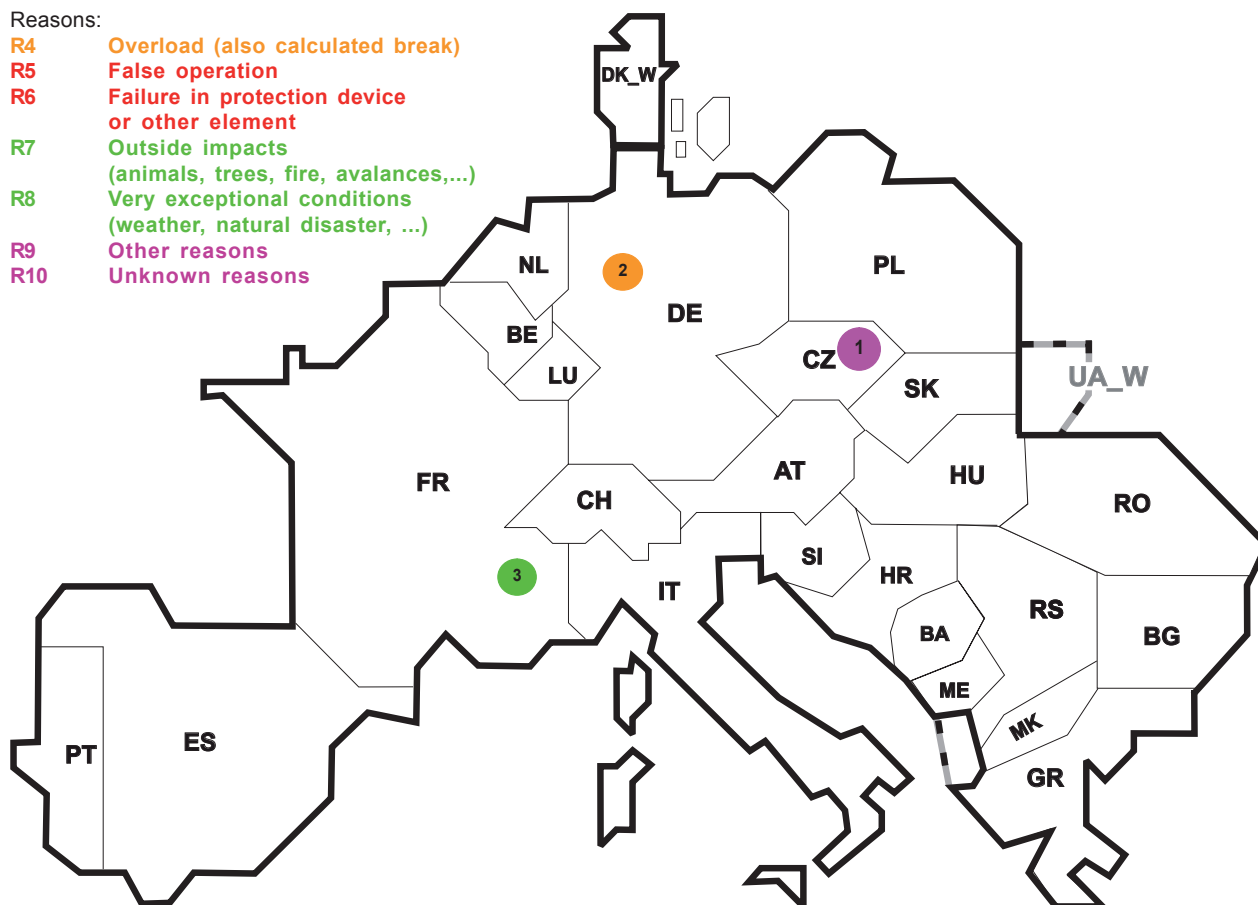 Reasons:
R4 Overload (also calculated break)
R5 False operation
R6 Failure in protection device
or other element
R7 Outside impacts
(animals, trees, fire, avalances,...)
R8 Very exceptional conditions
(weather, natural disaster, ...)
R9 Other reasons
R10 Unknown reasons
DK_W
NL
2
PL
DE
BE
CZ
1
LU
SK
UA_W
FR
CH
AT
HU
RO
SI
3
IT
HR
RS
BA
BG
ME
MK
PT
ES
GR